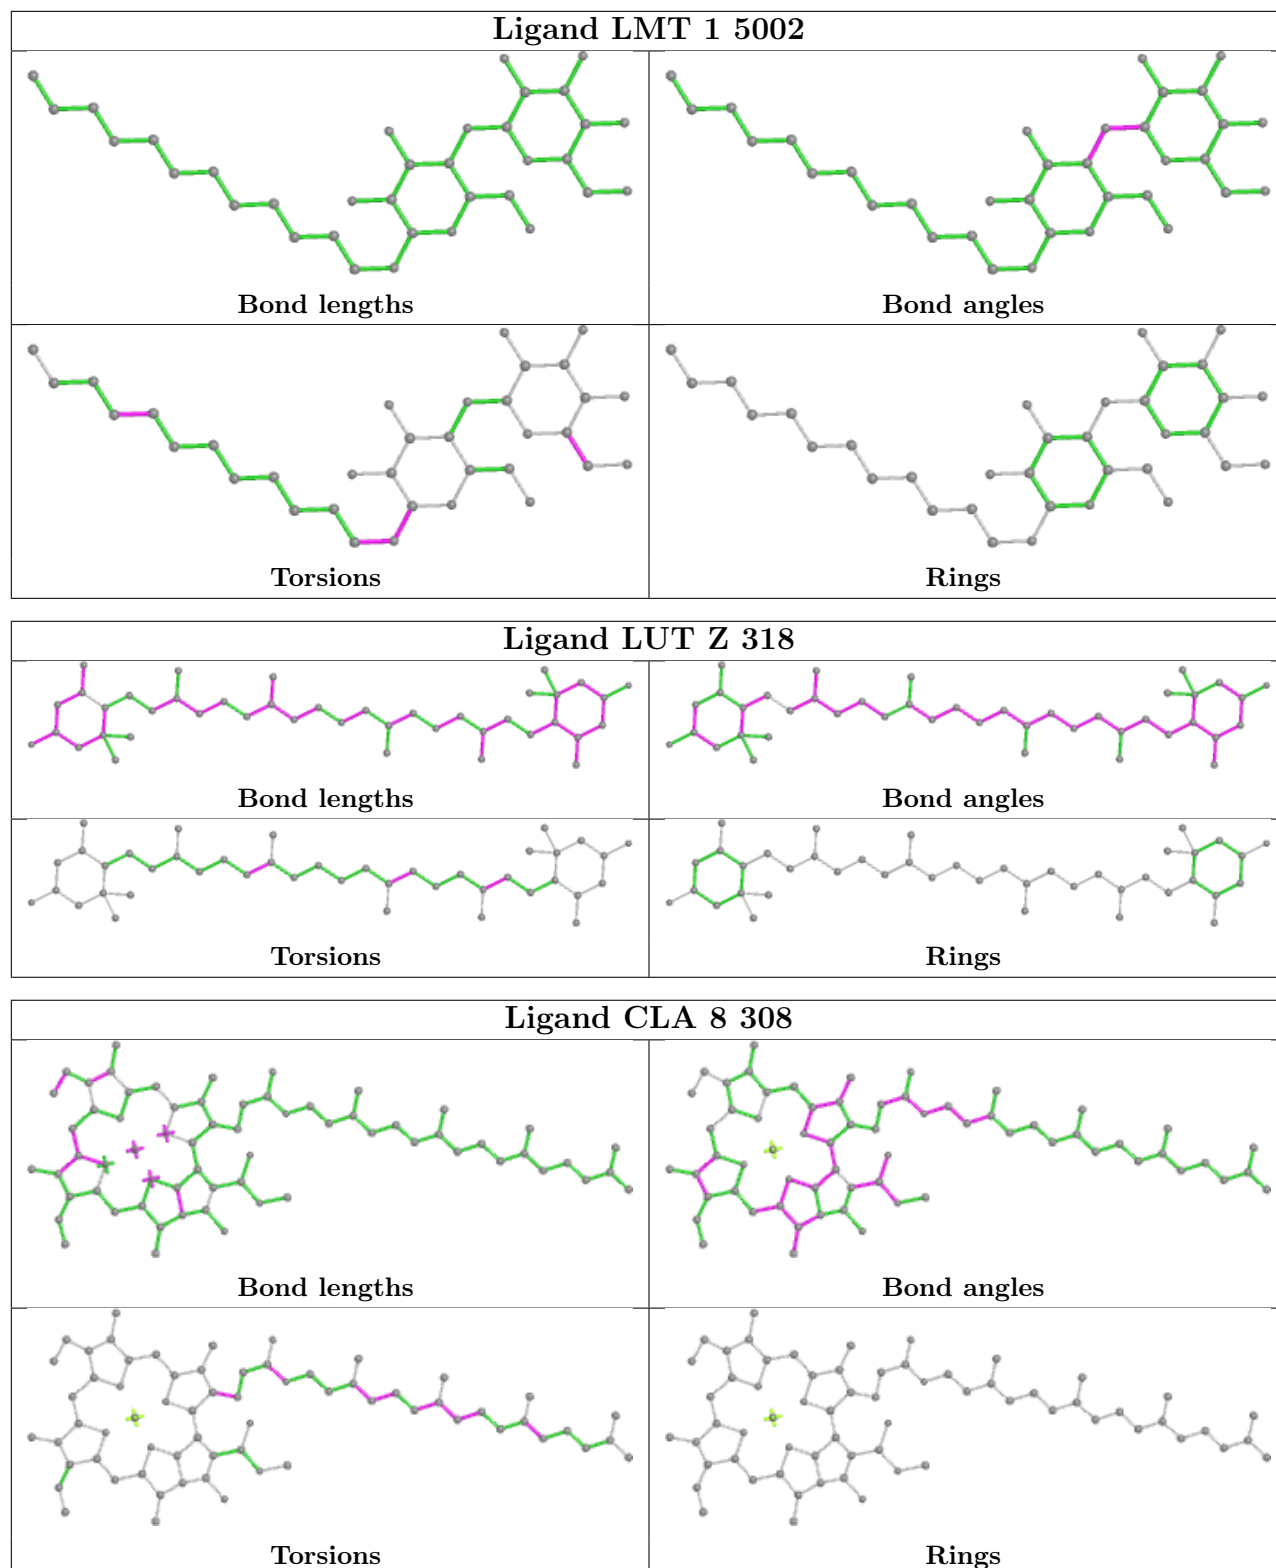 Ligand LMT 1 5002
Bond lengths
Bond angles
Torsions
Rings
Ligand LUT Z 318
Bond lengths
Bond angles
Torsions
Rings
Ligand CLA 8 308
Bond lengths
Bond angles
Torsions
Rings